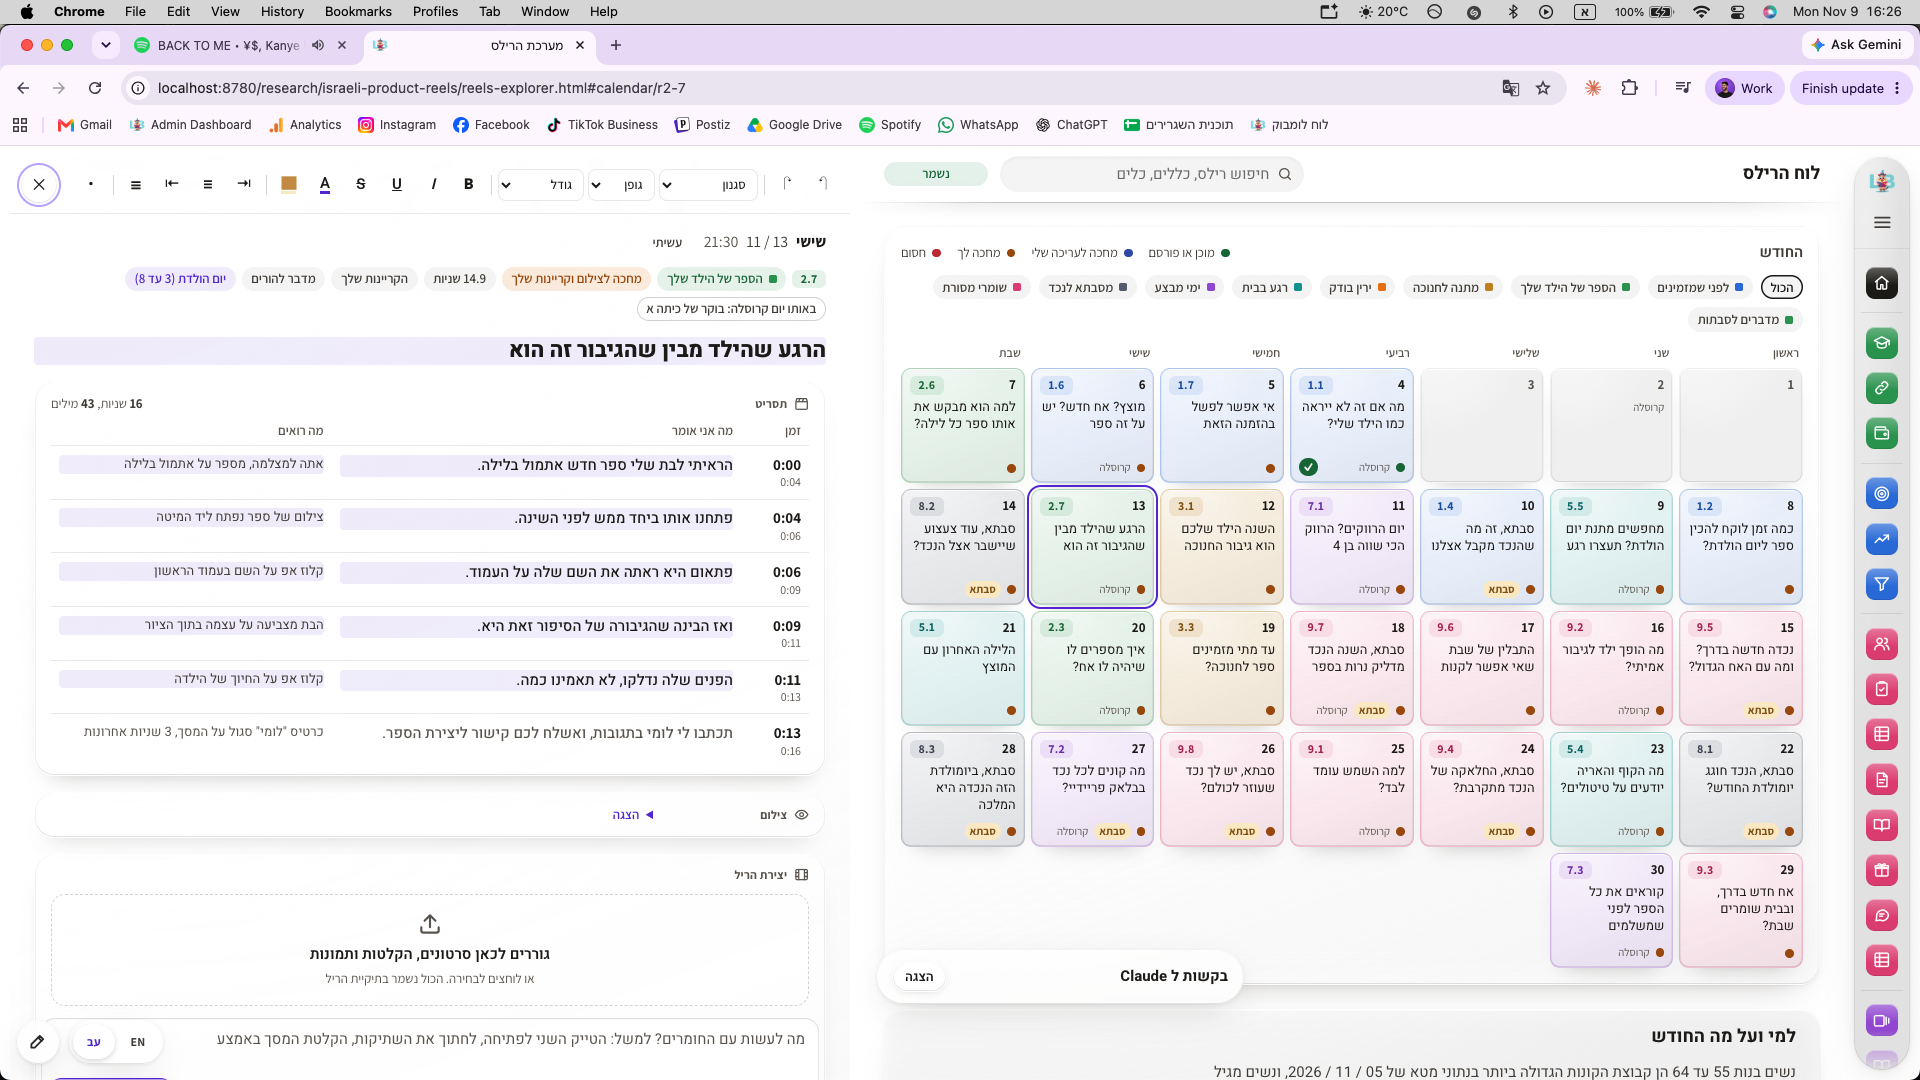 Chrome File Edit View History Bookmarks Profiles Tab Window Help 20°C 100% Mon Nov 9 16:26
BACK TO ME • ¥$, Kanye
מערכת הרילס
Ask Gemini
localhost:8780/research/israeli-product-reels/reels-explorer.html#calendar/r2-7
Work
Finish update
Gmail Admin Dashboard Analytics Instagram Facebook TikTok Business Postiz Google Drive Spotify WhatsApp ChatGPT תוכנית השגרירים לוח לומבוק
לוח הרילס
חיפוש רילס, כללים, כלים
נשמר
החודש
מוכן או פורסם מחכה לעריכה שלי מחכה לך חסום
הכול לפני שמזמינים הספר של הילד שלך מתנה לחנוכה ירין בודק רגע בבית ימי מבצע מסבתא לנכד שומרי מסורת
מדברים לסבתות
ראשון שני שלישי רביעי חמישי שישי שבת
1
2
קרוסלה
3
4 1.1
מה אם זה לא ייראה
כמו הילד שלי?
קרוסלה
5 1.7
אי אפשר לפשל
בהזמנה הזאת
6 1.6
מוצץ? אח חדש? יש
על זה ספר
קרוסלה
7 2.6
למה הוא מבקש את
אותו ספר כל לילה?
8 1.2
כמה זמן לוקח להכין
ספר ליום הולדת?
9 5.5
מחפשים מתנת יום
הולדת? תעצרו רגע
קרוסלה
10 1.4
סבתא, זה מה
שהנכד מקבל אצלנו
סבתא
11 7.1
יום הרווקים? הרווק
הכי שווה בן 4
קרוסלה
12 3.1
השנה הילד שלכם
הוא גיבור החנוכה
13 2.7
הרגע שהילד מבין
שהגיבור זה הוא
קרוסלה
14 8.2
סבתא, עוד צעצוע
שיישבר אצל הנכד?
סבתא
15 9.5
נכדה חדשה בדרך?
ומה עם האח הגדול?
סבתא
16 9.2
מה הופך ילד לגיבור
אמיתי?
קרוסלה
17 9.6
התבלין של שבת
שאי אפשר לקנות
18 9.7
סבתא, השנה הנכד
מדליק נרות בספר
סבתא קרוסלה
19 3.3
עד מתי מזמינים
ספר לחנוכה?
20 2.3
איך מספרים לו
שיהיה לו אח?
קרוסלה
21 5.1
הלילה האחרון עם
המוצץ
22 8.1
סבתא, הנכד חוגג
יומולדת החודש?
סבתא
23 5.4
מה הקוף והאריה
יודעים על טיטולים?
קרוסלה
24 9.4
סבתא, החלאקה של
הנכד מתקרבת?
סבתא
25 9.1
למה השמש עומד
לבד?
קרוסלה
26 9.8
סבתא, יש לך נכד
שעוזר לכולם?
סבתא
27 7.2
מה קונים לכל נכד
בבלאק פריידיי?
סבתא קרוסלה
28 8.3
סבתא, ביומולדת
הזה הנכדה היא
המלכה
סבתא
29 9.3
אח חדש בדרך,
ובבית שומרים
שבת?
30 7.3
קוראים את כל
הספר לפני
שמשלמים
קרוסלה
בקשות ל Claude
הצגה
למי ועל מה החודש
נשים בנות 55 עד 64 הן קבוצת הקונות הגדולה ביותר בנתוני מטא של 05 / 11 / 2026, ונשים מגיל
סגנון גופן גודל B I U S A
שישי 13 / 11 21:30 עשיתי
2.7 הספר של הילד שלך מחכה לצילום וקריינות שלך 14.9 שניות הקריינות שלך מדבר להורים יום הולדת (3 עד 8)
באותו יום קרוסלה: בוקר של כיתה א
הרגע שהילד מבין שהגיבור זה הוא
תסריט
16 שניות, 43 מילים
זמן מה אני אומר מה רואים
0:00 הראיתי לבת שלי ספר חדש אתמול בלילה. אתה למצלמה, מספר על אתמול בלילה
0:04
0:04 פתחנו אותו ביחד ממש לפני השינה. צילום של ספר נפתח ליד המיטה
0:06
0:06 פתאום היא ראתה את השם שלה על העמוד. קלוז אפ על השם בעמוד הראשון
0:09
0:09 ואז הבינה שהגיבורה של הסיפור זאת היא. הבת מצביעה על עצמה בתוך הציור
0:11
0:11 הפנים שלה נדלקו, לא תאמינו כמה. קלוז אפ על החיוך של הילדה
0:13
0:13 תכתבו לי לומי בתגובות, ואשלח לכם קישור ליצירת הספר. כרטיס "לומי" סגול על המסך, 3 שניות אחרונות
0:16
צילום
הצגה
יצירת הריל
גוררים לכאן סרטונים, הקלטות ותמונות
או לוחצים לבחירה. הכול נשמר בתיקיית הריל
מה לעשות עם החומרים? למשל: הטייק השני לפתיחה, לחתוך את השתיקות, הקלטת המסך באמצע
עב EN